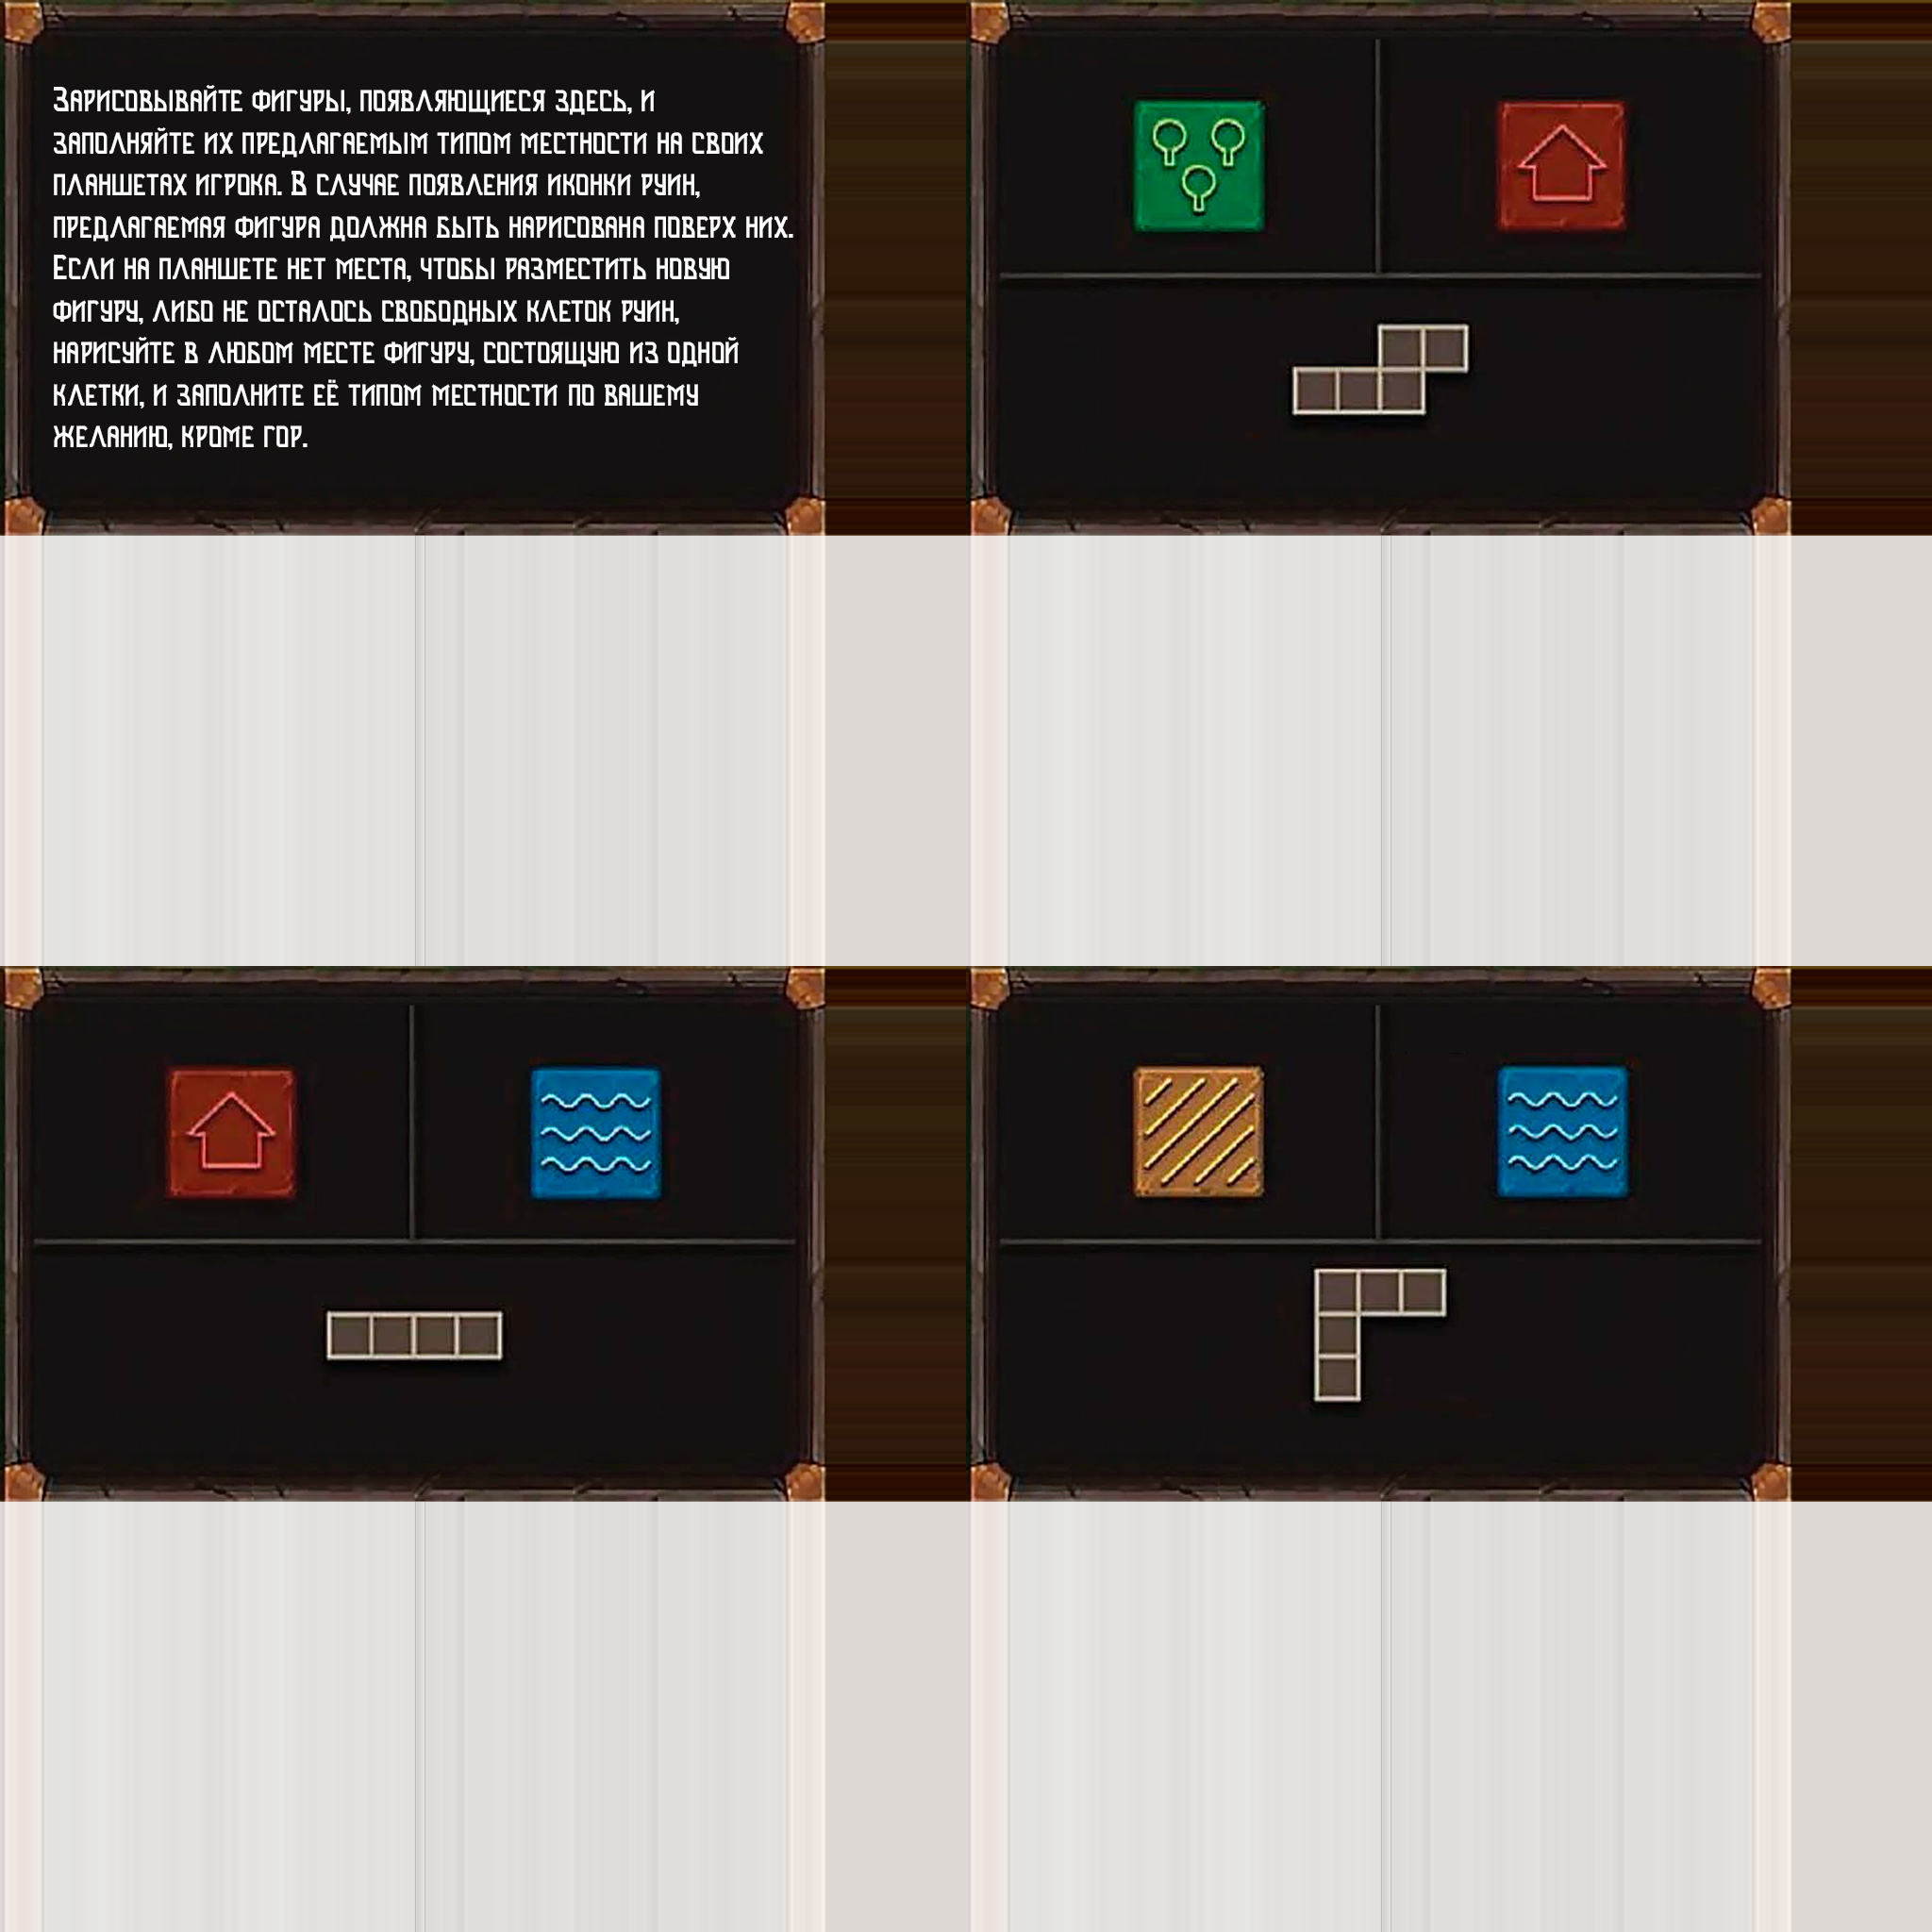 Зарисовывайте фигуры, появляющиеся здесь, и
заполняйте их предлагаемым типом местности на своих
планшетах игрока. В случае появления иконки руин,
предлагаемая фигура должна быть нарисована поверх них.
Если на планшете нет места, чтобы разместить новую
фигуру, либо не осталось свободных клеток руин,
нарисуйте в любом месте фигуру, состоящую из одной
клетки, и заполните её типом местности по вашему
желанию, кроме гор.